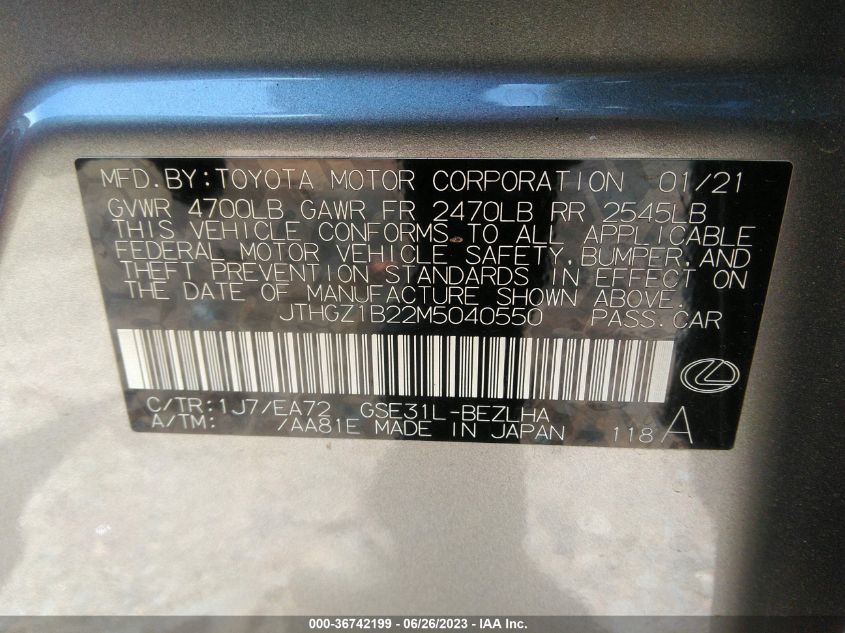 MFD. BY: TOYOTA MOTOR CORPORATION 01/21
GVWR 4700LB GAWR FR 2470LB RR 2545LB
THIS VEHICLE CONFORMS TO ALL APPLICABLE
FEDERAL MOTOR VEHICLE SAFETY, BUMPER, AND
THEFT PREVENTION STANDARDS IN EFFECT ON
THE DATE OF MANUFACTURE SHOWN ABOVE.
JTHGZ1B22M5040550 PASS. CAR
C/TR: 1J7/EA72 GSE31L-BEZLHA
A/TM: /AA81E MADE IN JAPAN 118 A
000-36742199 - 06/26/2023 - IAA Inc.